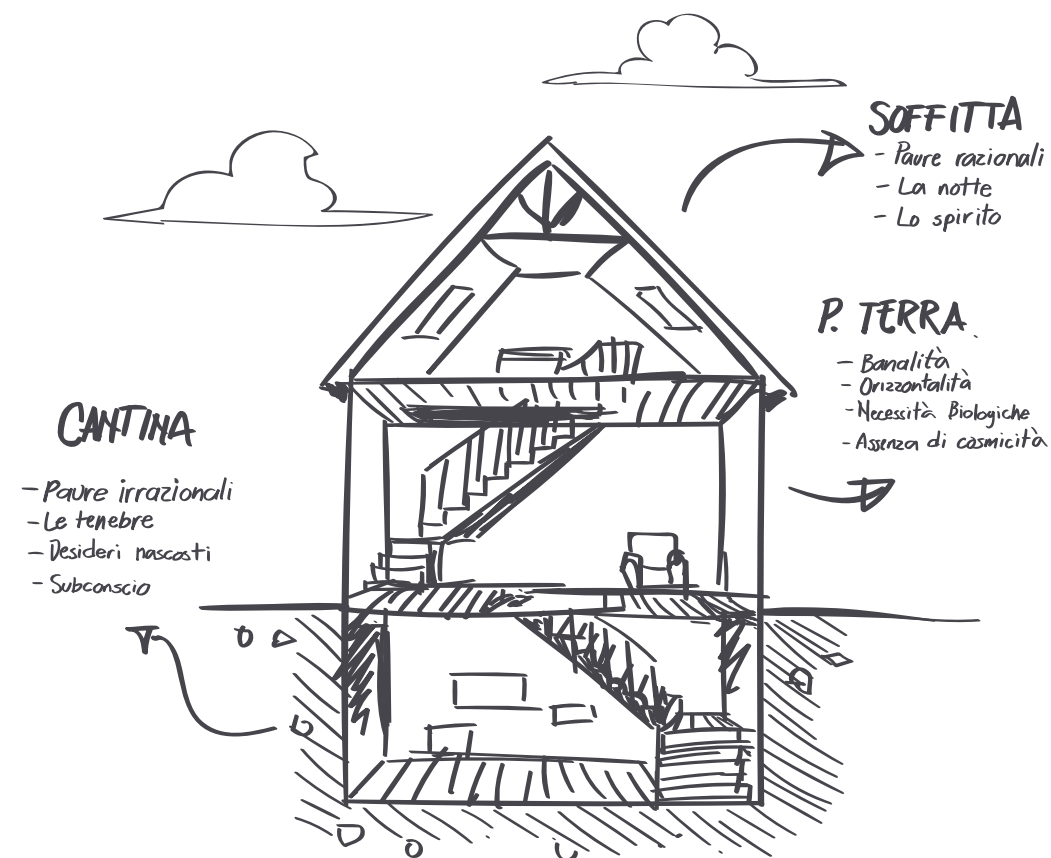 SOFFITTA
- Paure razionali
- La notte
- Lo spirito
P. TERRA
- Banalità
- Orizzontalità
- Necessità Biologiche
- Assenza di cosmicità
CANTINA
- Paure irrazionali
- Le tenebre
- Desideri nascosti
- Subconscio